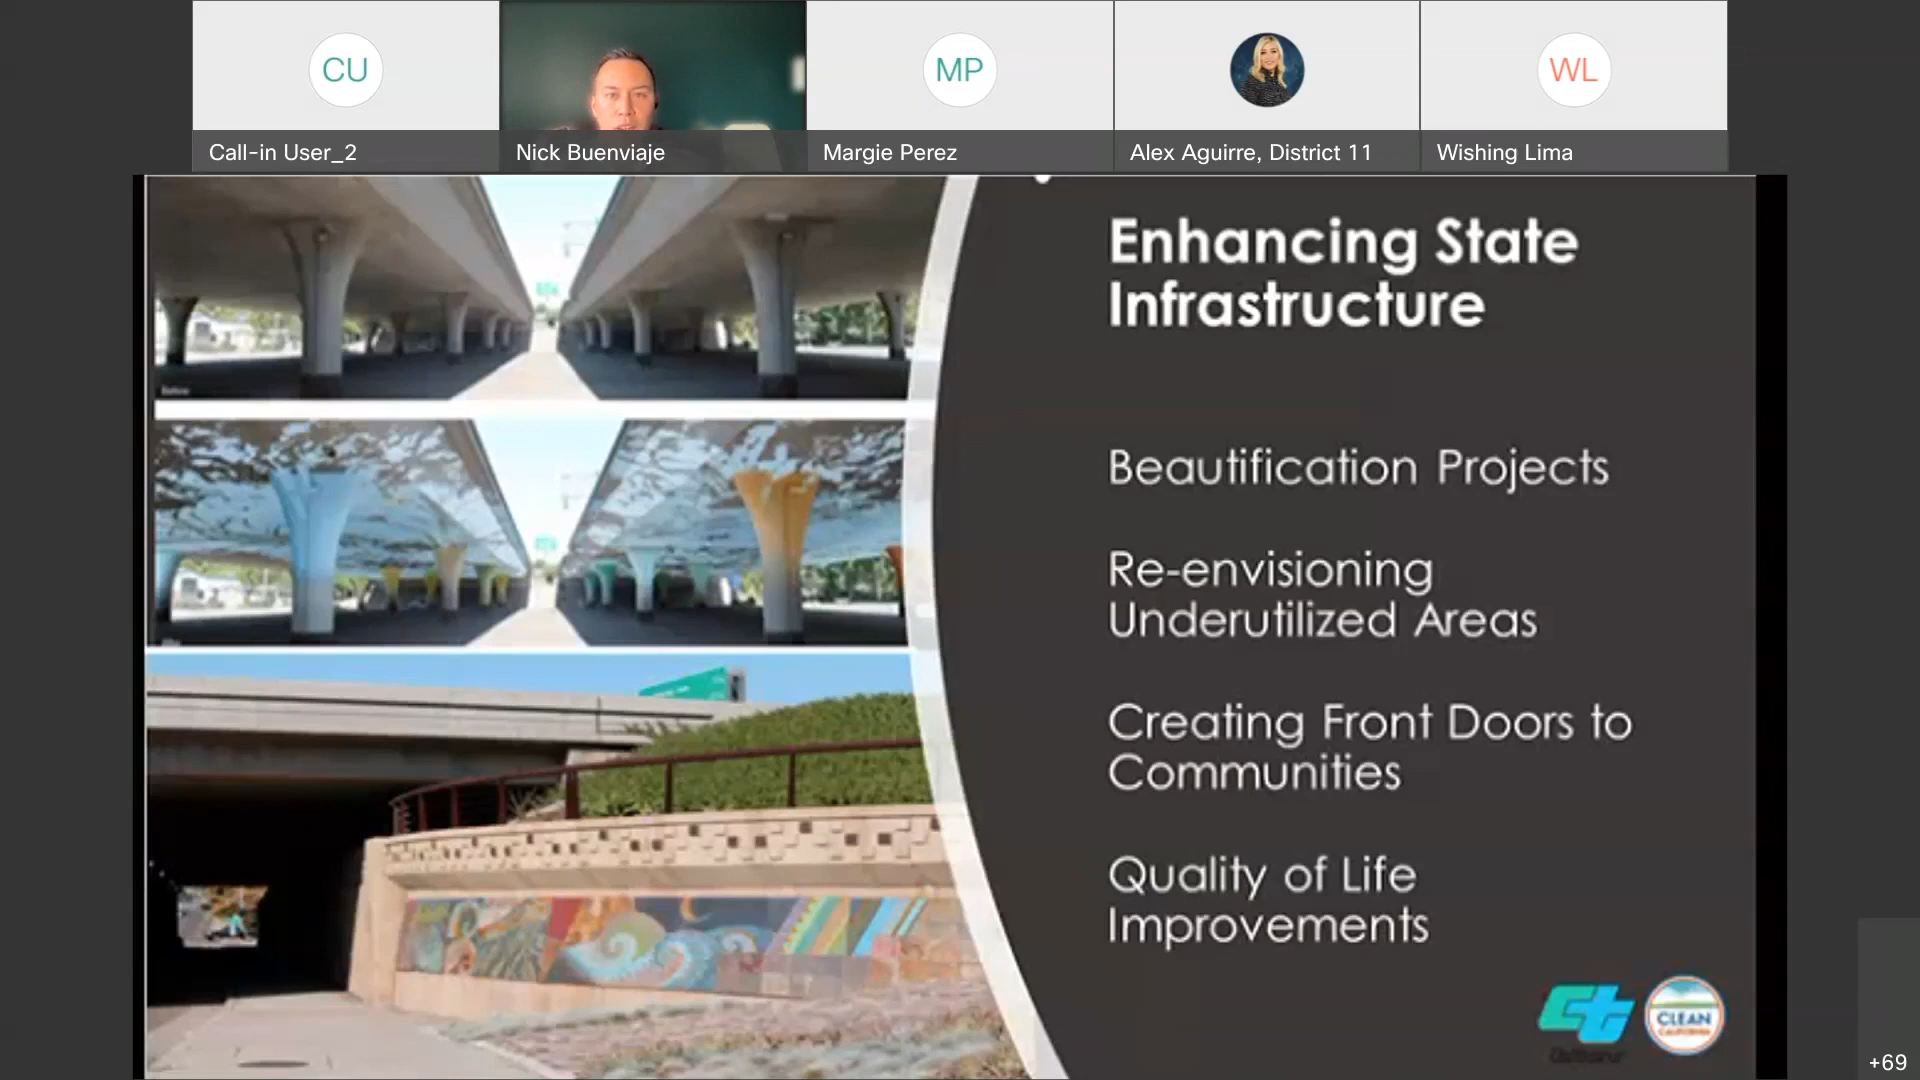 CU
MP
WL
Call-in User_2
Nick Buenviaje
Margie Perez
Alex Aguirre, District 11
Wishing Lima
Enhancing State
Infrastructure
Beautification Projects
Re-envisioning
Underutilized Areas
Creating Front Doors to
Communities
Quality of Life
Improvements
Before
CLEAN
CALIFORNIA
+69